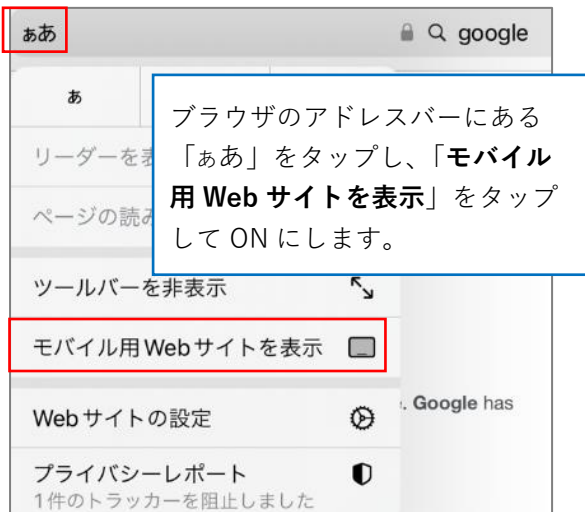 ぁあ
google
あ
ブラウザのアドレスバーにある
「ぁあ」をタップし、「モバイル
用 Web サイトを表示」をタップ
して ON にします。
リーダーを表
ページの読み
ツールバーを非表示
モバイル用Webサイトを表示
. Google has
Webサイトの設定
プライバシーレポート
1件のトラッカーを阻止しました